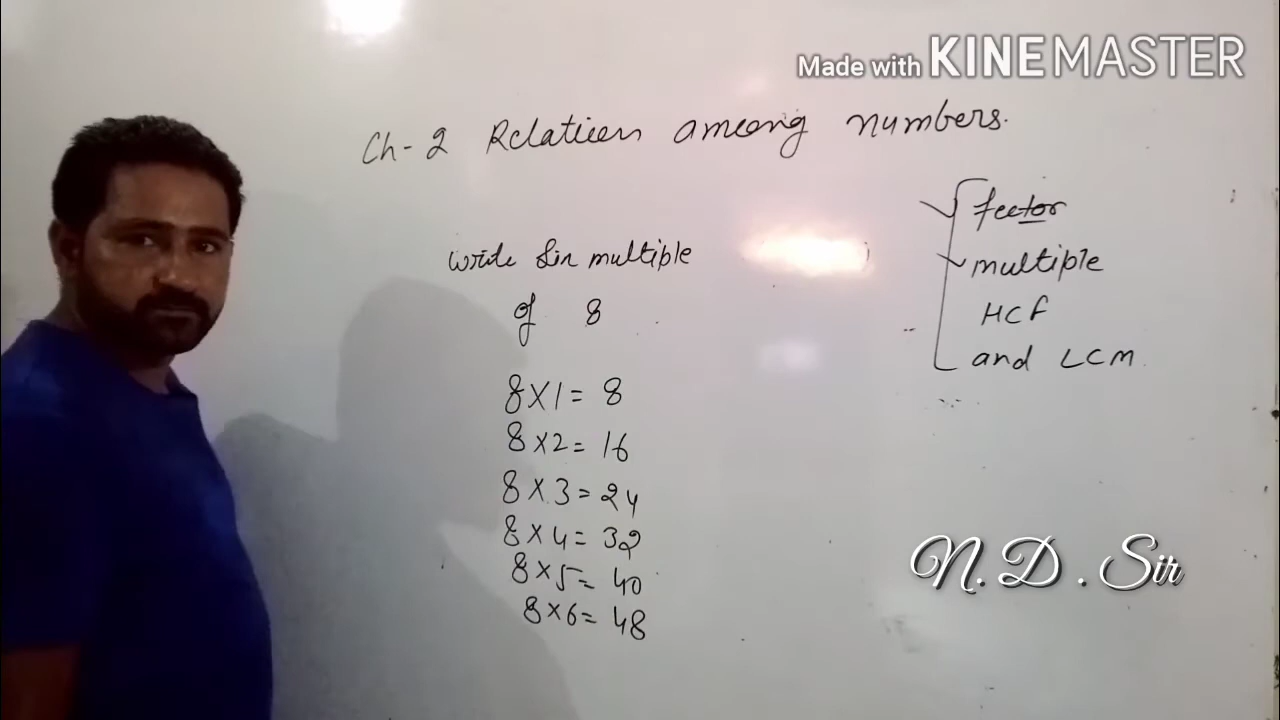 Made with KINEMASTER
Ch-2 Relation among numbers.
write Six multiple
of 8
8×1= 8
8×2= 16
8×3=24
8×4=32
8×5= 40
8×6= 48
fector
multiple
HCF
and LCM
N.D. Sir